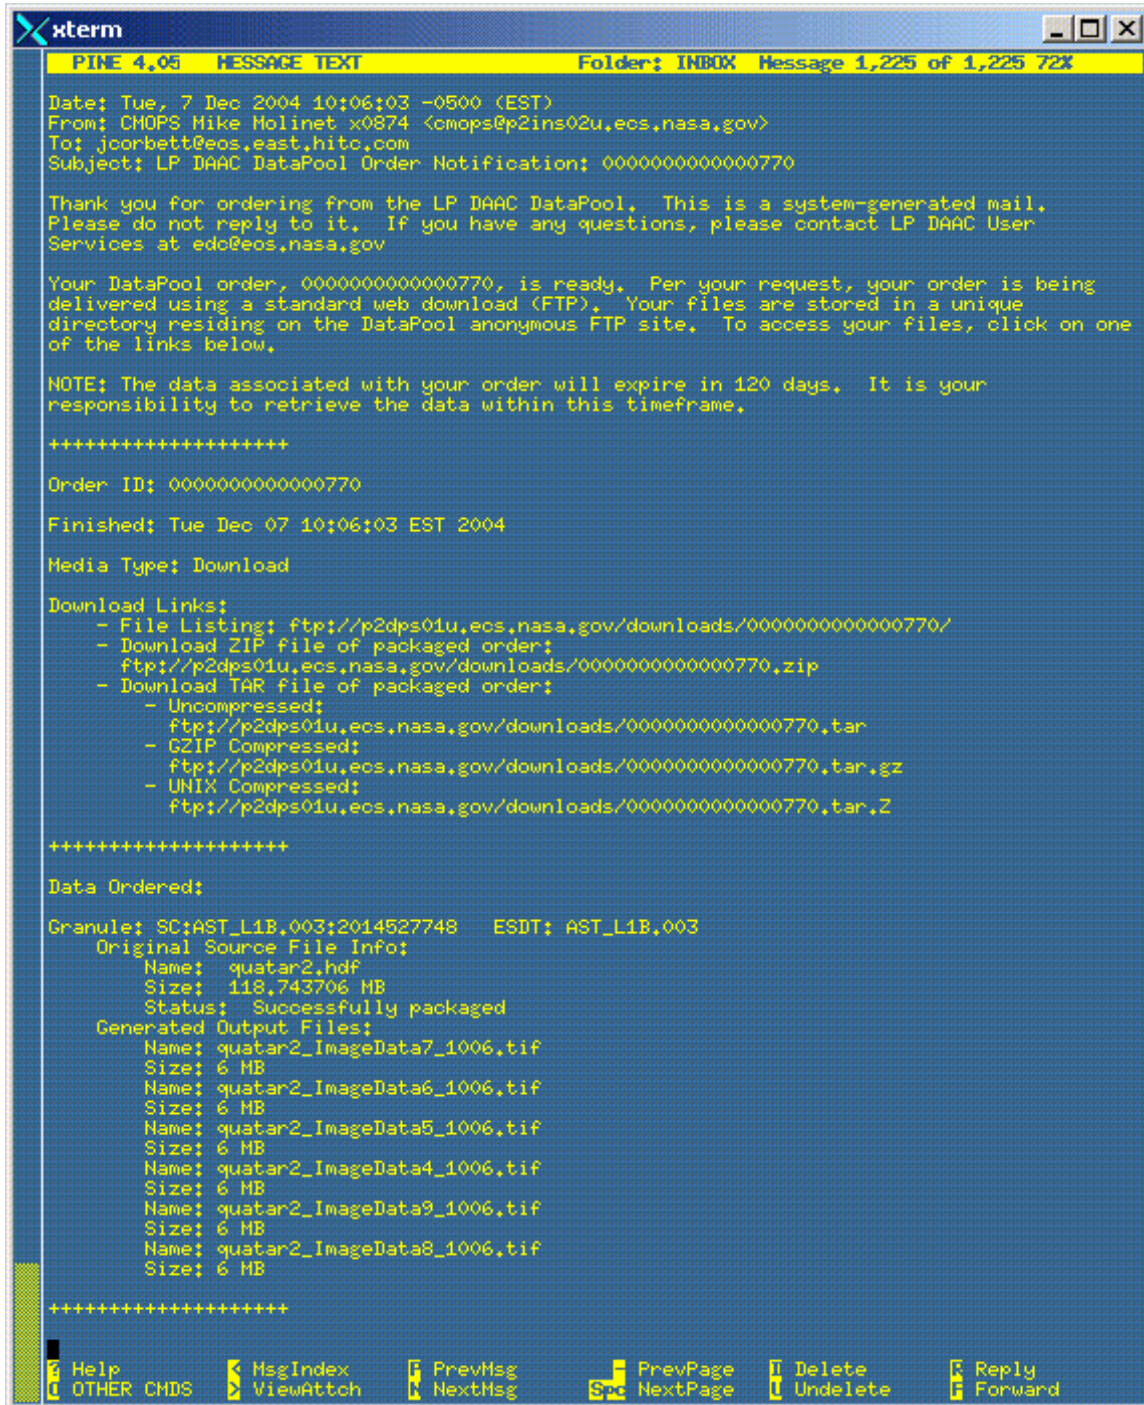 xterm
PINE 4.05 MESSAGE TEXT Folder: INBOX Message 1,225 of 1,225 72%
Date: Tue, 7 Dec 2004 10:06:03 -0500 (EST)
From: CMOPS Mike Molinet x0874 <cmops@p2ins02u.ecs.nasa.gov>
To: jcorbett@eos.east.hitc.com
Subject: LP DAAC DataPool Order Notification: 0000000000000770
Thank you for ordering from the LP DAAC DataPool. This is a system-generated mail.
Please do not reply to it. If you have any questions, please contact LP DAAC User
Services at edc@eos.nasa.gov
Your DataPool order, 0000000000000770, is ready. Per your request, your order is being
delivered using a standard web download (FTP). Your files are stored in a unique
directory residing on the DataPool anonymous FTP site. To access your files, click on one
of the links below.
NOTE: The data associated with your order will expire in 120 days. It is your
responsibility to retrieve the data within this timeframe.
++++++++++++++++++++
Order ID: 0000000000000770
Finished: Tue Dec 07 10:06:03 EST 2004
Media Type: Download
Download Links:
- File Listing: ftp://p2dps01u.ecs.nasa.gov/downloads/0000000000000770/
- Download ZIP file of packaged order:
ftp://p2dps01u.ecs.nasa.gov/downloads/0000000000000770.zip
- Download TAR file of packaged order:
- Uncompressed:
ftp://p2dps01u.ecs.nasa.gov/downloads/0000000000000770.tar
- GZIP Compressed:
ftp://p2dps01u.ecs.nasa.gov/downloads/0000000000000770.tar.gz
- UNIX Compressed:
ftp://p2dps01u.ecs.nasa.gov/downloads/0000000000000770.tar.Z
++++++++++++++++++++
Data Ordered:
Granule: SC:AST_L1B.003:2014527748 ESDT: AST_L1B.003
Original Source File Info:
Name: quatar2.hdf
Size: 118.743706 MB
Status: Successfully packaged
Generated Output Files:
Name: quatar2_ImageData7_1006.tif
Size: 6 MB
Name: quatar2_ImageData6_1006.tif
Size: 6 MB
Name: quatar2_ImageData5_1006.tif
Size: 6 MB
Name: quatar2_ImageData4_1006.tif
Size: 6 MB
Name: quatar2_ImageData9_1006.tif
Size: 6 MB
Name: quatar2_ImageData8_1006.tif
Size: 6 MB
++++++++++++++++++++
? Help < MsgIndex P PrevMsg - PrevPage D Delete R Reply
O OTHER CMDS > ViewAttch N NextMsg Spc NextPage U Undelete F Forward